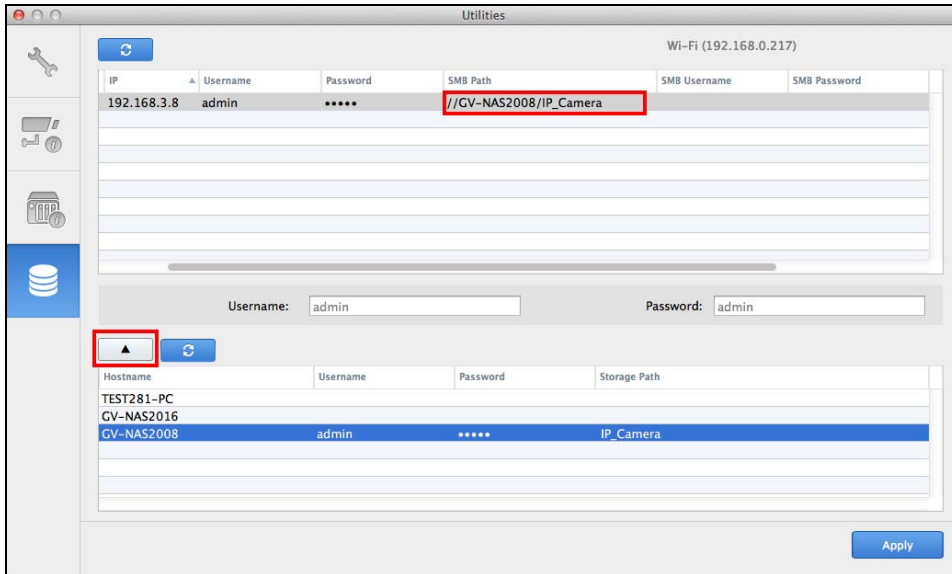 Utilities
Wi-Fi (192.168.0.217)
IP Username Password SMB Path SMB Username SMB Password
192.168.3.8 admin ••••• //GV-NAS2008/IP_Camera
Username: admin Password: admin
Hostname Username Password Storage Path
TEST281-PC
GV-NAS2016
GV-NAS2008 admin ••••• IP_Camera
Apply